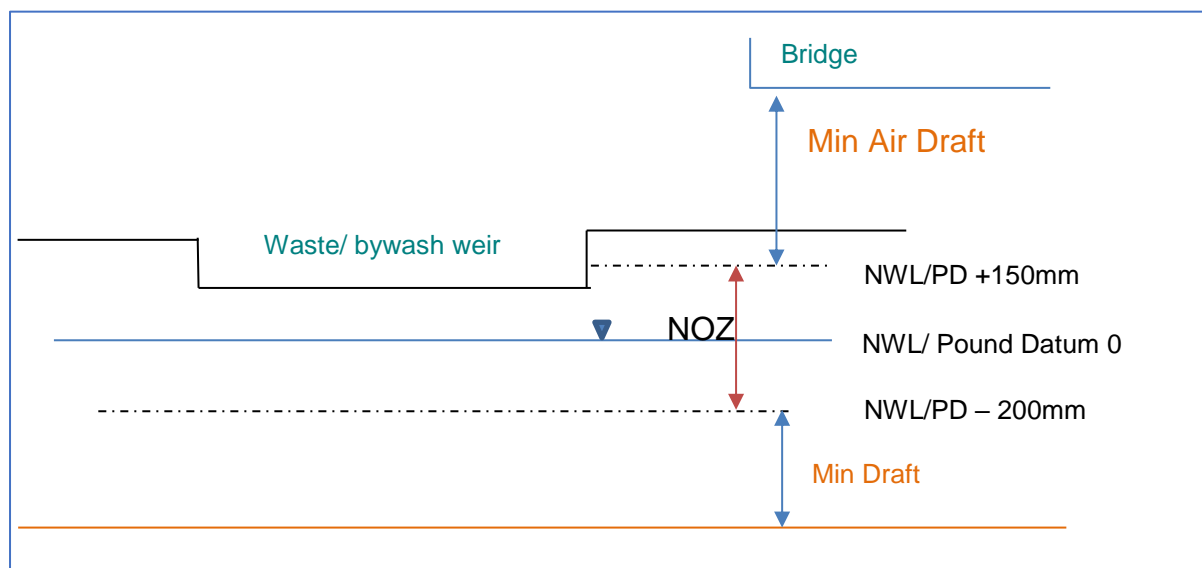 Bridge
Min Air Draft
Waste/ bywash weir
NWL/PD +150mm
NOZ
NWL/ Pound Datum 0
NWL/PD – 200mm
Min Draft